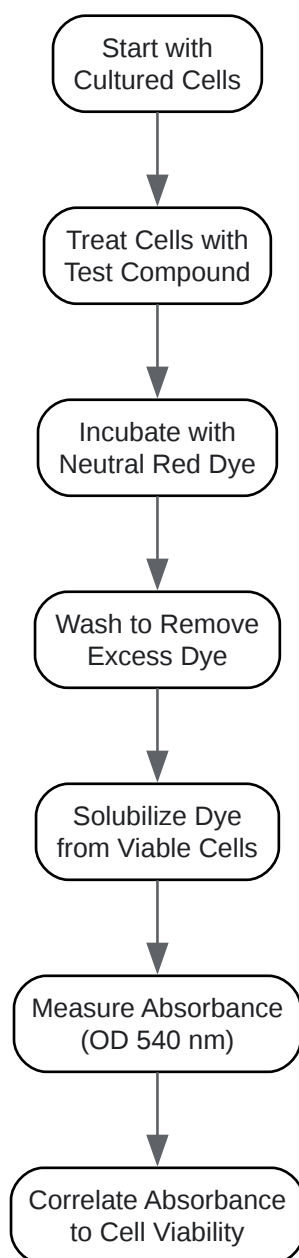 Start with
Cultured Cells
Treat Cells with
Test Compound
Incubate with
Neutral Red Dye
Wash to Remove
Excess Dye
Solubilize Dye
from Viable Cells
Measure Absorbance
(OD 540 nm)
Correlate Absorbance
to Cell Viability